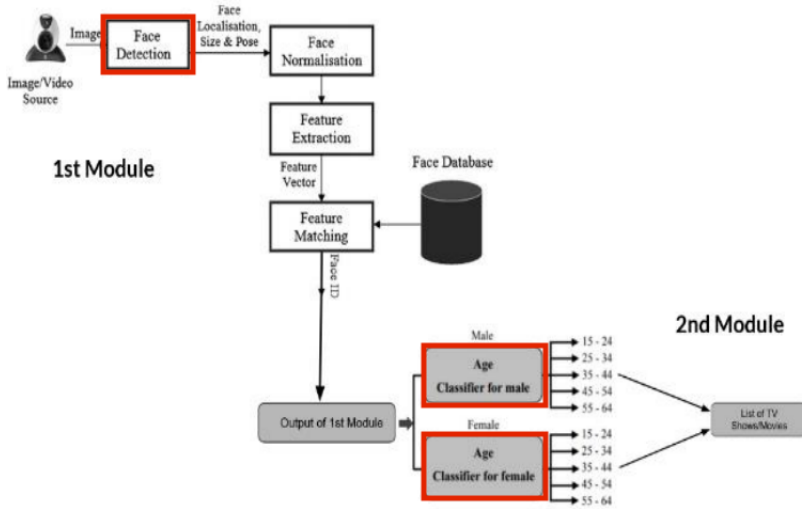 Image
Face
Detection
Face
Localisation,
Size & Pose
Face
Normalisation
Image/Video
Source
Feature
Extraction
1st Module
Feature
Vector
Face Database
Feature
Matching
Face ID
2nd Module
Male
Age
Classifier for male
15 - 24
25 - 34
35 - 44
45 - 54
55 - 64
Output of 1st Module
Female
Age
Classifier for female
15 - 24
25 - 34
35 - 44
45 - 54
55 - 64
List of TV
Shows/Movies